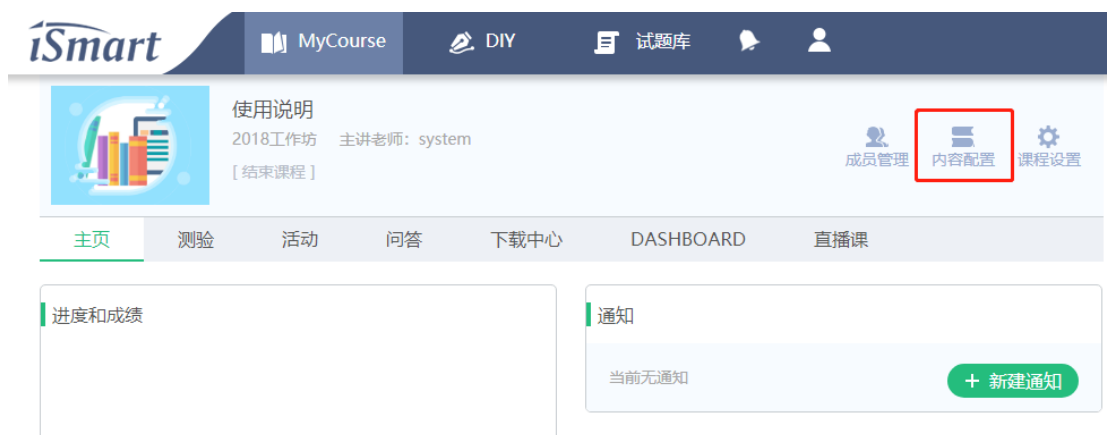 iSmart MyCourse DIY 试题库
使用说明
2018工作坊 主讲老师：system
[ 结束课程 ]
成员管理 内容配置 课程设置
主页 测验 活动 问答 下载中心 DASHBOARD 直播课
进度和成绩
通知
当前无通知 + 新建通知